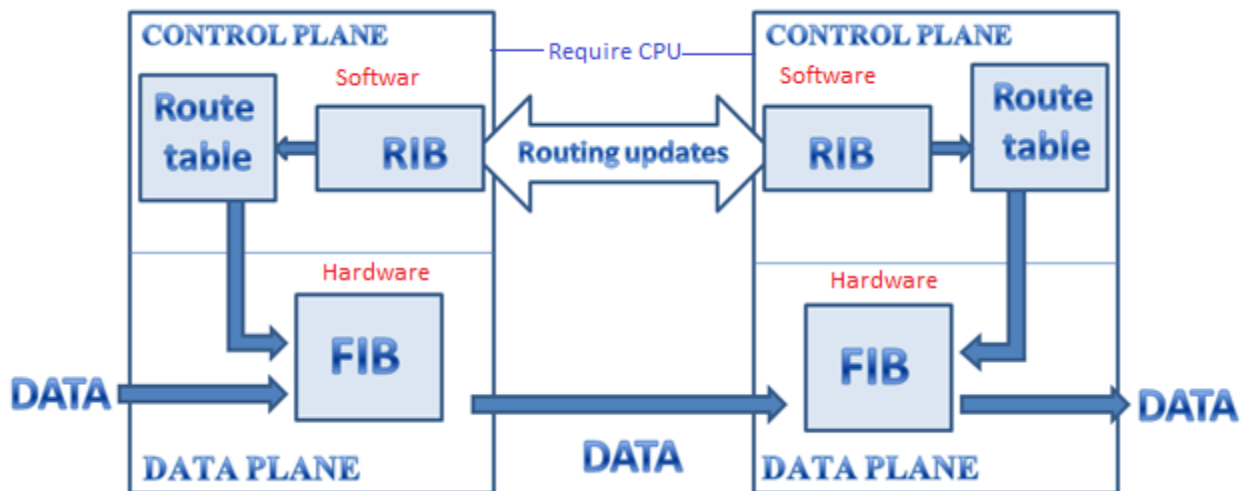 CONTROL PLANE
Softwar
Route
table
RIB
Hardware
FIB
DATA
DATA PLANE
Require CPU
Routing updates
DATA
CONTROL PLANE
Software
RIB
Route
table
Hardware
FIB
DATA
DATA PLANE